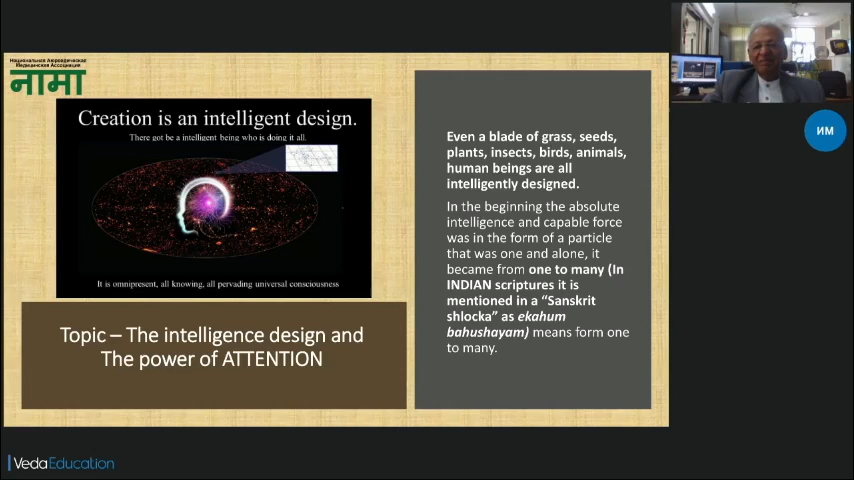 Национальная Аюрведическая
Медицинская Ассоциация
नामा
Creation is an intelligent design.
There got be a intelligent being who is doing it all.
It is omnipresent, all knowing, all pervading universal consciousness
Topic – The intelligence design and
The power of ATTENTION
Even a blade of grass, seeds,
plants, insects, birds, animals,
human beings are all
intelligently designed.
In the beginning the absolute
intelligence and capable force
was in the form of a particle
that was one and alone, it
became from one to many (In
INDIAN scriptures it is
mentioned in a “Sanskrit
shlocka” as ekahum
bahushayam) means form one
to many.
ИМ
VedaEducation